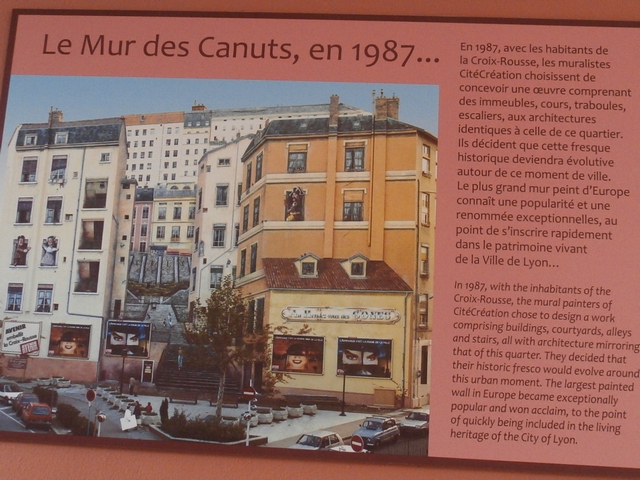 Le Mur des Canuts, en 1987...
En 1987, avec les habitants de
la Croix-Rousse, les muralistes
CitéCréation choisissent de
concevoir une œuvre comprenant
des immeubles, cours, traboules,
escaliers, aux architectures
identiques à celle de ce quartier.
Ils décident que cette fresque
historique deviendra évolutive
autour de ce moment de ville.
Le plus grand mur peint d'Europe
connaît une popularité et une
renommée exceptionnelles, au
point de s'inscrire rapidement
dans le patrimoine vivant
de la Ville de Lyon...
In 1987, with the inhabitants of the
Croix-Rousse, the mural painters of
CitéCréation chose to design a work
comprising buildings, courtyards, alleys
and stairs, all with architecture mirroring
that of this quarter. They decided that
their historic fresco would evolve around
this urban moment. The largest painted
wall in Europe became exceptionally
popular and won acclaim, to the point
of quickly being included in the living
heritage of the City of Lyon.
AVENIR
la Croix-Rousse
GONES